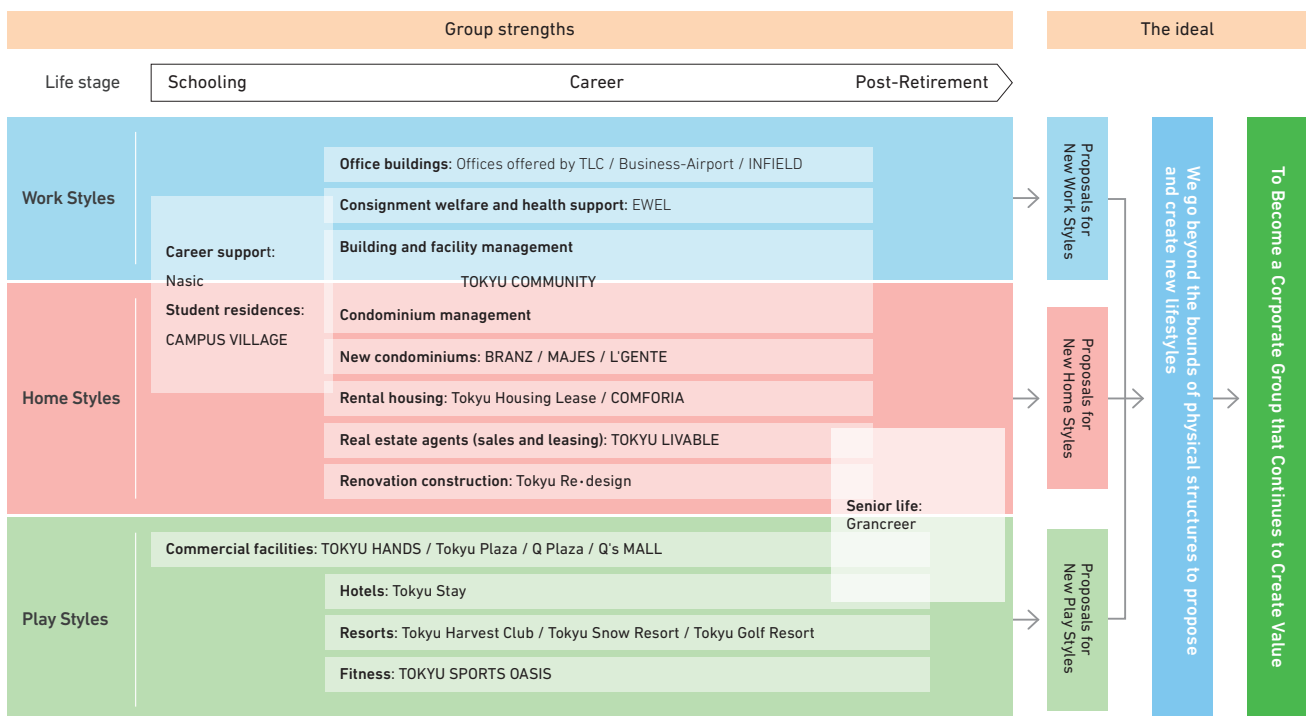 Group strengths
The ideal
Life stage
Schooling
Career
Post-Retirement
Work Styles
Office buildings: Offices offered by TLC / Business-Airport / INFIELD
Consignment welfare and health support: EWEL
Building and facility management
TOKYU COMMUNITY
Condominium management
Career support:
Nasic
Student residences:
CAMPUS VILLAGE
Home Styles
New condominiums: BRANZ / MAJES / L'GENTE
Rental housing: Tokyu Housing Lease / COMFORIA
Real estate agents (sales and leasing): TOKYU LIVABLE
Renovation construction: Tokyu Re・design
Senior life:
Grancreer
Play Styles
Commercial facilities: TOKYU HANDS / Tokyu Plaza / Q Plaza / Q's MALL
Hotels: Tokyu Stay
Resorts: Tokyu Harvest Club / Tokyu Snow Resort / Tokyu Golf Resort
Fitness: TOKYU SPORTS OASIS
Proposals for
New Work Styles
Proposals for
New Home Styles
Proposals for
New Play Styles
We go beyond the bounds of physical structures to propose
and create new lifestyles
To Become a Corporate Group that Continues to Create Value